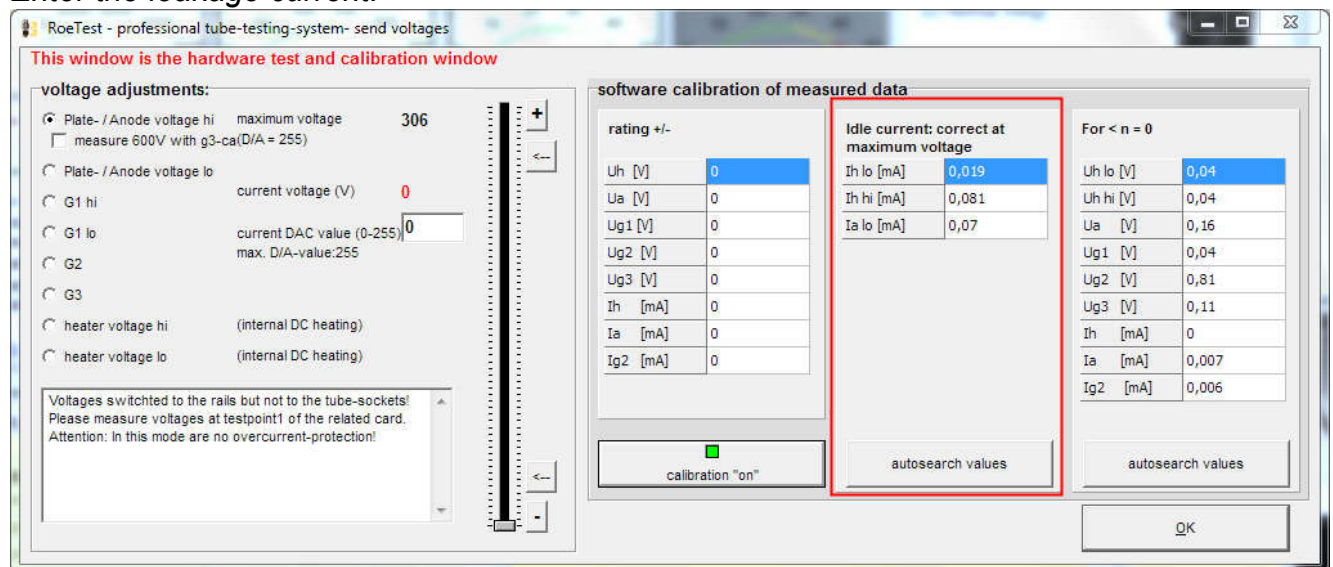 Enter the leakage current.
RoeTest - professional tube-testing-system- send voltages
This window is the hardware test and calibration window
voltage adjustments:
Plate- / Anode voltage hi maximum voltage 306
measure 600V with g3-ca(D/A = 255)
Plate- / Anode voltage lo
G1 hi current voltage (V) 0
G1 lo current DAC value (0-255) 0
max. D/A-value:255
G2
G3
heater voltage hi (internal DC heating)
heater voltage lo (internal DC heating)
Voltages switchted to the rails but not to the tube-sockets!
Please measure voltages at testpoint1 of the related card.
Attention: In this mode are no overcurrent-protection!
+
<--
<--
-
software calibration of measured data
rating +/-
Uh [V] 0
Ua [V] 0
Ug1 [V] 0
Ug2 [V] 0
Ug3 [V] 0
Ih [mA] 0
Ia [mA] 0
Ig2 [mA] 0
calibration "on"
Idle current: correct at
maximum voltage
Ih lo [mA] 0,019
Ih hi [mA] 0,081
Ia lo [mA] 0,07
autosearch values
For < n = 0
Uh lo [V] 0,04
Uh hi [V] 0,04
Ua [V] 0,16
Ug1 [V] 0,04
Ug2 [V] 0,81
Ug3 [V] 0,11
Ih [mA] 0
Ia [mA] 0,007
Ig2 [mA] 0,006
autosearch values
OK